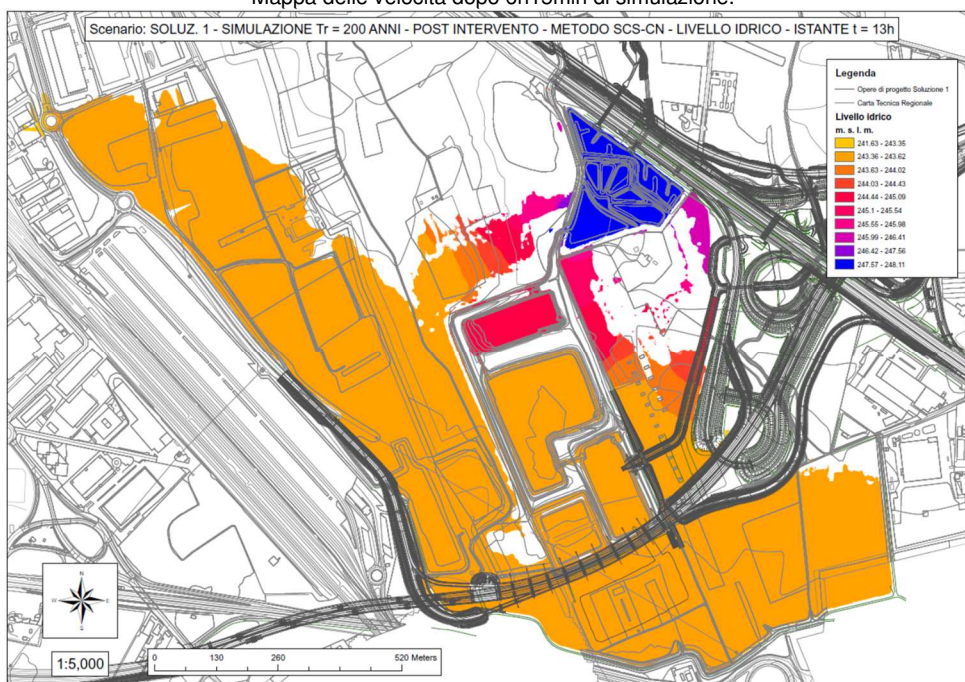 Mappa delle velocità dopo 6h15min di simulazione.
Scenario: SOLUZ. 1 - SIMULAZIONE Tr = 200 ANNI - POST INTERVENTO - METODO SCS-CN - LIVELLO IDRICO - ISTANTE t = 13h
Legenda
Opere di progetto Soluzione 1
Carta Tecnica Regionale
Livello idrico
m. s. l. m.
241.63 - 243.35
243.36 - 243.62
243.63 - 244.02
244.03 - 244.43
244.44 - 245.09
245.1 - 245.54
245.55 - 245.98
245.99 - 246.41
246.42 - 247.56
247.57 - 248.11
N
W E
S
1:5,000
0 130 260 520 Meters